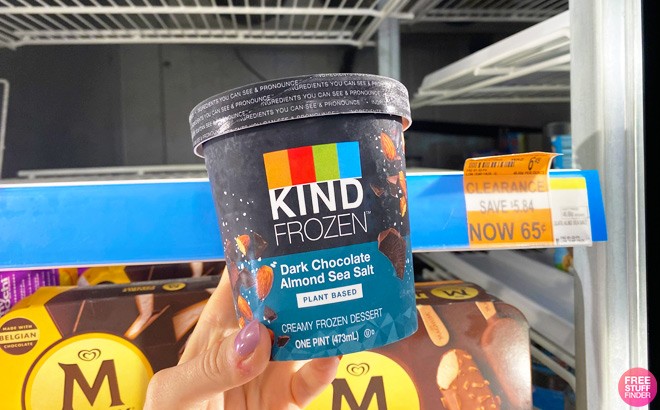 INGREDIENTS YOU CAN SEE & PRONOUNCE
KIND
FROZEN™
Dark Chocolate
Almond Sea Salt
PLANT BASED
CREAMY FROZEN DESSERT
ONE PINT (473mL)
CLEARANCE
SAVE $5.84
NOW 65¢
MADE WITH
BELGIAN
CHOCOLATE
M
M
FREE
STUFF
FINDER